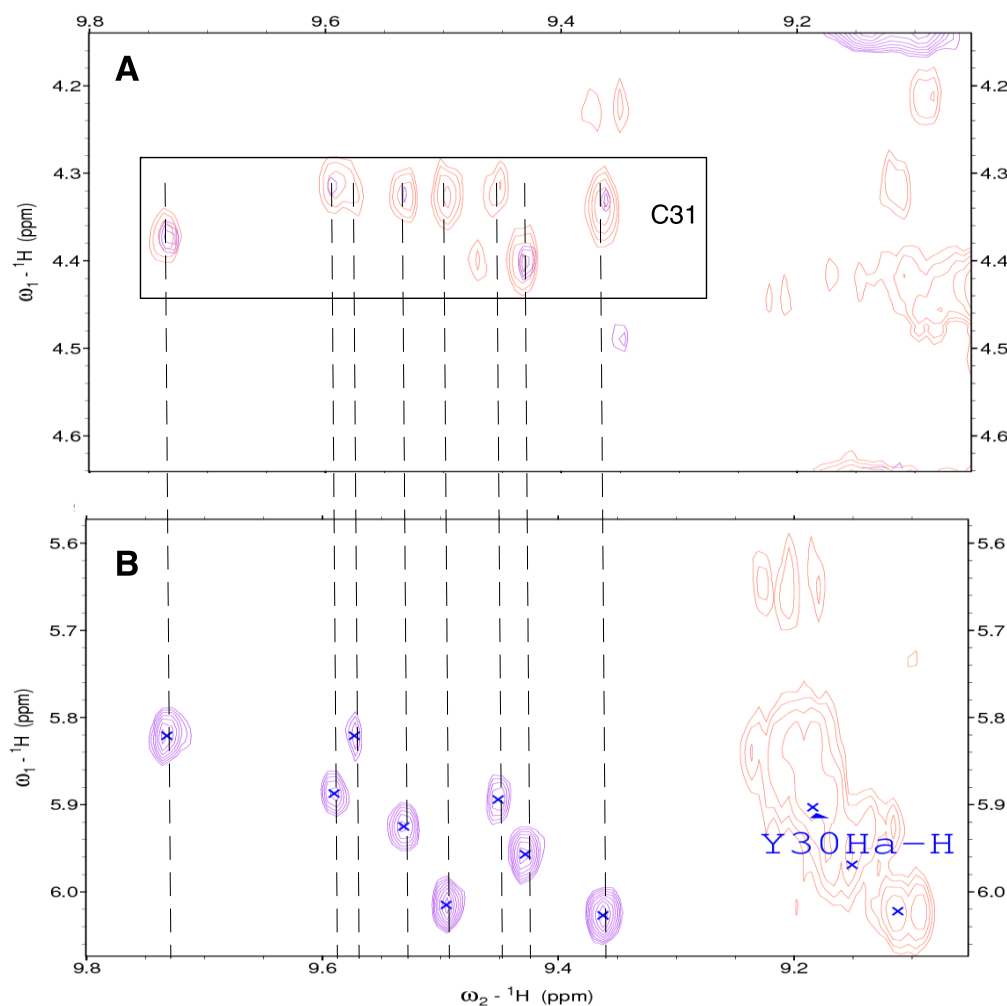 9.8 9.6 9.4 9.2
A
4.2 4.2
4.3 4.3
C31
4.4 4.4
4.5 4.5
4.6 4.6
ω1 - 1H (ppm)
B
5.6 5.6
5.7 5.7
5.8 5.8
5.9 5.9
Y30Ha-H
6.0 6.0
ω1 - 1H (ppm)
9.8 9.6 9.4 9.2
ω2 - 1H (ppm)